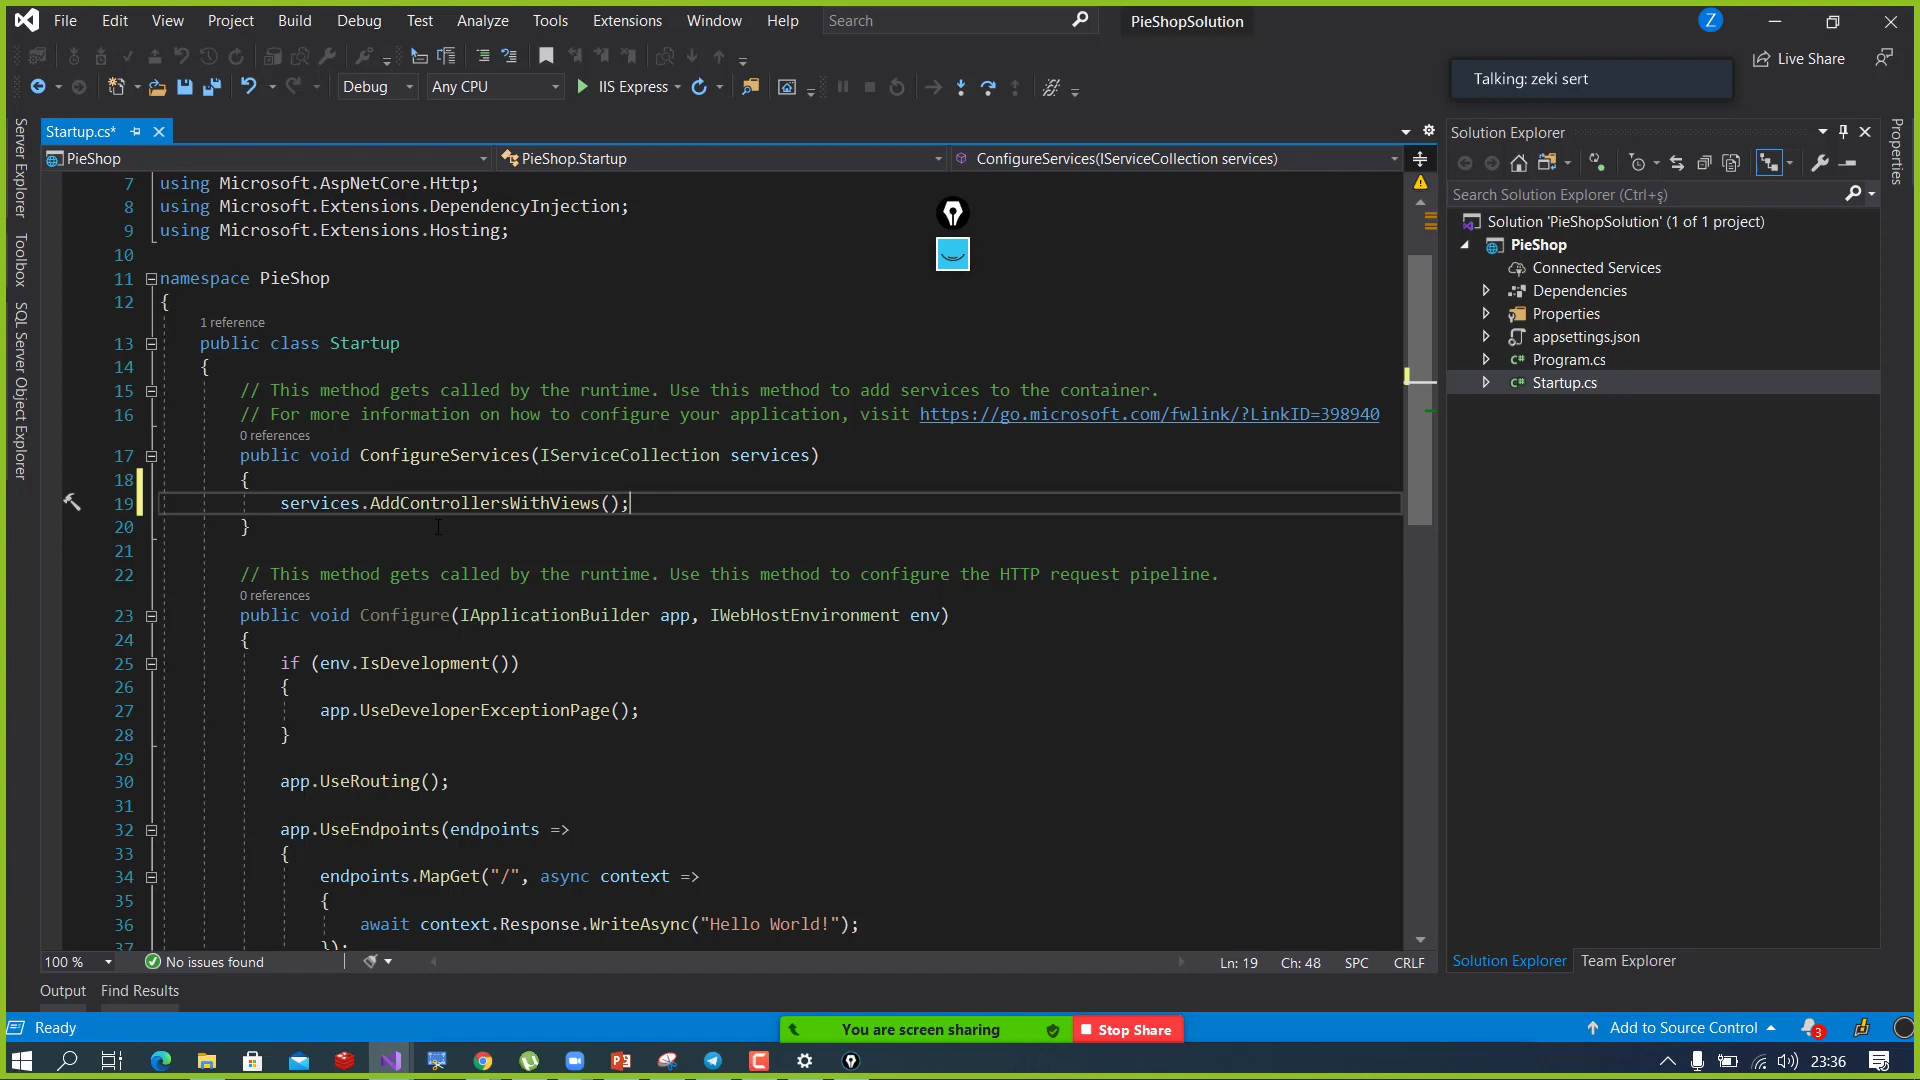 File Edit View Project Build Debug Test Analyze Tools Extensions Window Help Search PieShopSolution Z
Live Share
Debug Any CPU IIS Express
Talking: zeki sert
Server Explorer
Toolbox
SQL Server Object Explorer
Startup.cs*
PieShop PieShop.Startup ConfigureServices(IServiceCollection services)
7 using Microsoft.AspNetCore.Http;
8 using Microsoft.Extensions.DependencyInjection;
9 using Microsoft.Extensions.Hosting;
10
11 namespace PieShop
12 {
1 reference
13 public class Startup
14 {
15 // This method gets called by the runtime. Use this method to add services to the container.
16 // For more information on how to configure your application, visit https://go.microsoft.com/fwlink/?LinkID=398940
0 references
17 public void ConfigureServices(IServiceCollection services)
18 {
19 services.AddControllersWithViews();
20 }
21
22 // This method gets called by the runtime. Use this method to configure the HTTP request pipeline.
0 references
23 public void Configure(IApplicationBuilder app, IWebHostEnvironment env)
24 {
25 if (env.IsDevelopment())
26 {
27 app.UseDeveloperExceptionPage();
28 }
29
30 app.UseRouting();
31
32 app.UseEndpoints(endpoints =>
33 {
34 endpoints.MapGet("/", async context =>
35 {
36 await context.Response.WriteAsync("Hello World!");
37 });
100 % No issues found Ln: 19 Ch: 48 SPC CRLF
Solution Explorer
Search Solution Explorer (Ctrl+ş)
Solution 'PieShopSolution' (1 of 1 project)
PieShop
Connected Services
Dependencies
Properties
appsettings.json
C# Program.cs
C# Startup.cs
Solution Explorer Team Explorer
Properties
Output Find Results
Ready You are screen sharing Stop Share Add to Source Control 3
23:36